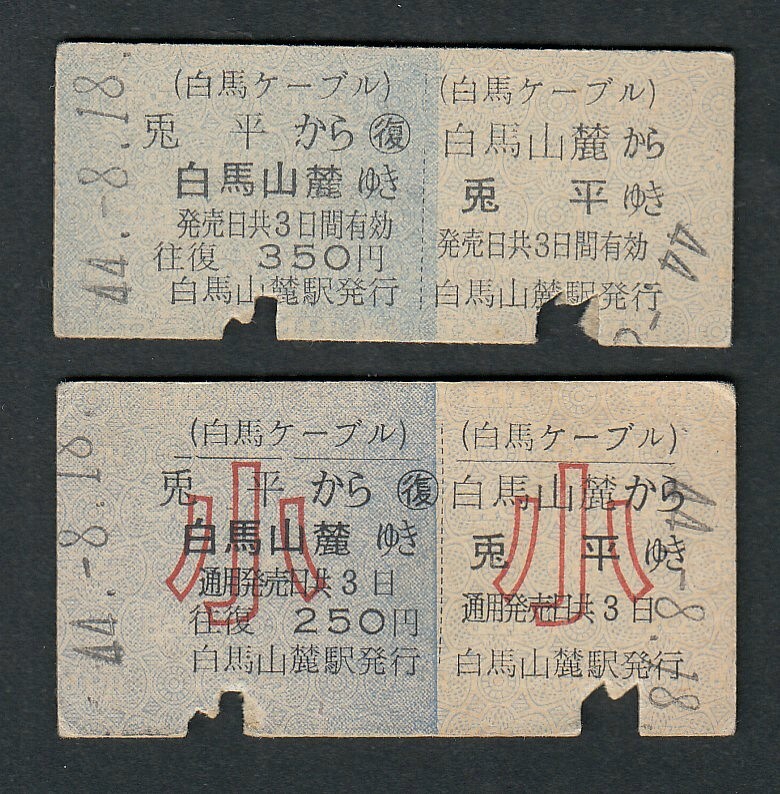 44.-8.18.
(白馬ケーブル)
兎 平から 復
白馬山麓ゆき
発売日共3日間有効
往復 350円
白馬山麓駅発行
(白馬ケーブル)
白馬山麓から
兎 平ゆき
発売日共3日間有効
白馬山麓駅発行
44
44.-8.18.
(白馬ケーブル)
兎 平から 復
白馬山麓ゆき
小
通用発売日共3日
往復 250円
白馬山麓駅発行
(白馬ケーブル)
白馬山麓から
兎 平ゆき
小
通用発売日共3日
白馬山麓駅発行
44.-8.18